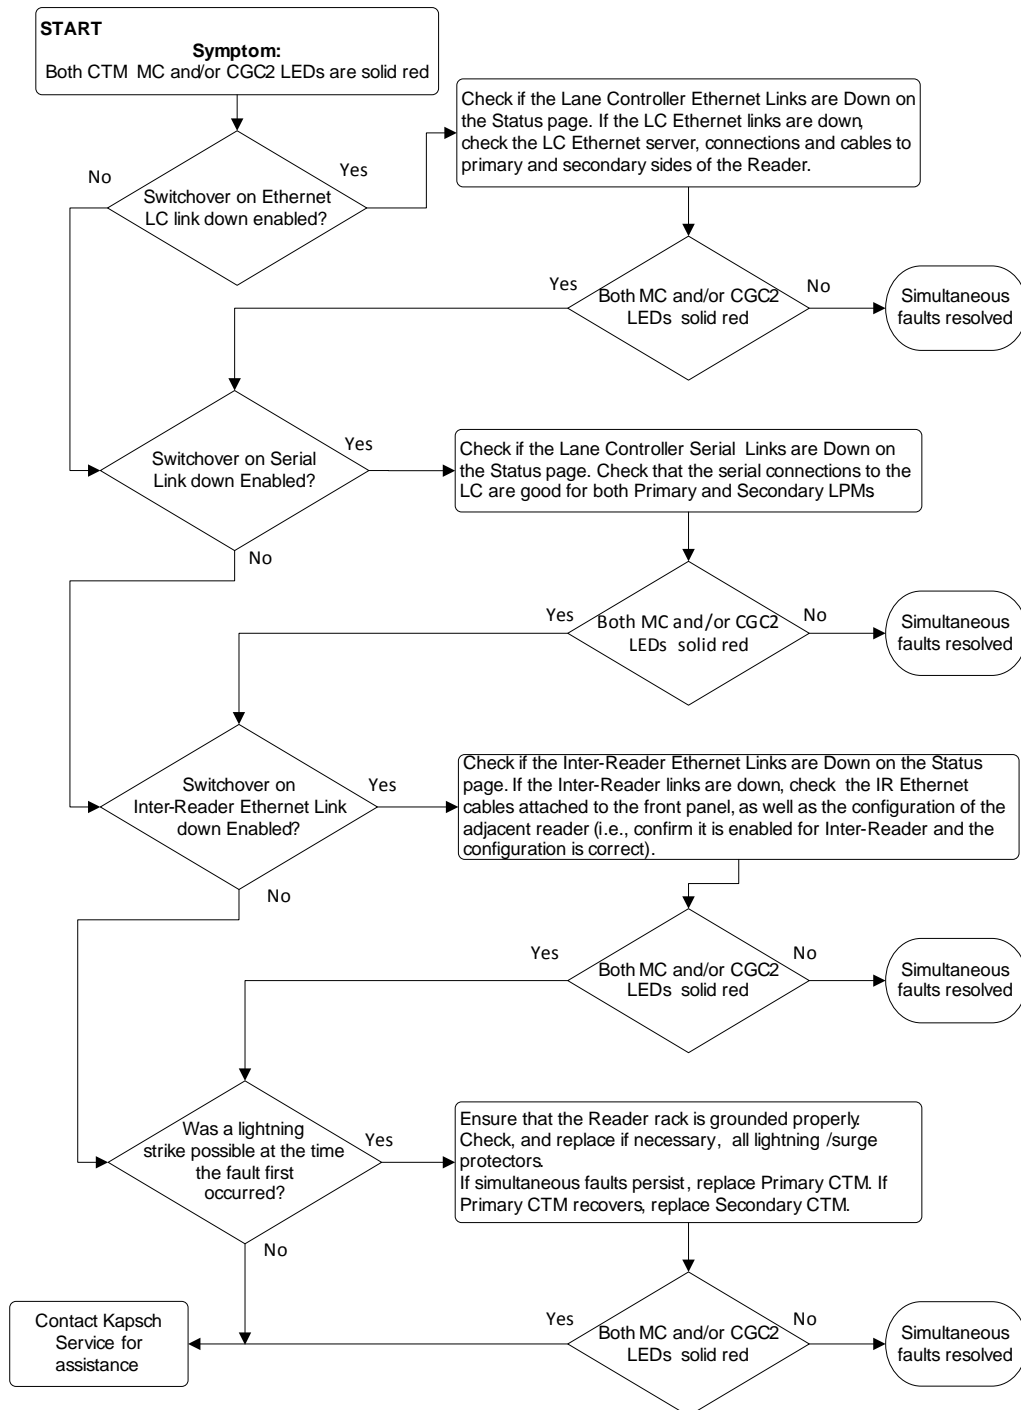 START
Symptom:
Both CTM MC and/or CGC2 LEDs are solid red
Check if the Lane Controller Ethernet Links are Down on
the Status page. If the LC Ethernet links are down,
check the LC Ethernet server, connections and cables to
primary and secondary sides of the Reader.
No
Yes
Switchover on Ethernet
LC link down enabled?
Yes
No
Both MC and/or CGC2
LEDs solid red
Simultaneous
faults resolved
Switchover on Serial
Link down Enabled?
Yes
Check if the Lane Controller Serial Links are Down on
the Status page. Check that the serial connections to the
LC are good for both Primary and Secondary LPMs
No
Yes
No
Both MC and/or CGC2
LEDs solid red
Simultaneous
faults resolved
Switchover on
Inter-Reader Ethernet Link
down Enabled?
Yes
Check if the Inter-Reader Ethernet Links are Down on the Status
page. If the Inter-Reader links are down, check the IR Ethernet
cables attached to the front panel, as well as the configuration of the
adjacent reader (i.e., confirm it is enabled for Inter-Reader and the
configuration is correct).
No
Yes
No
Both MC and/or CGC2
LEDs solid red
Simultaneous
faults resolved
Was a lightning
strike possible at the time
the fault first
occurred?
Yes
Ensure that the Reader rack is grounded properly.
Check, and replace if necessary, all lightning /surge
protectors.
If simultaneous faults persist, replace Primary CTM. If
Primary CTM recovers, replace Secondary CTM.
No
Contact Kapsch
Service for
assistance
Yes
No
Both MC and/or CGC2
LEDs solid red
Simultaneous
faults resolved